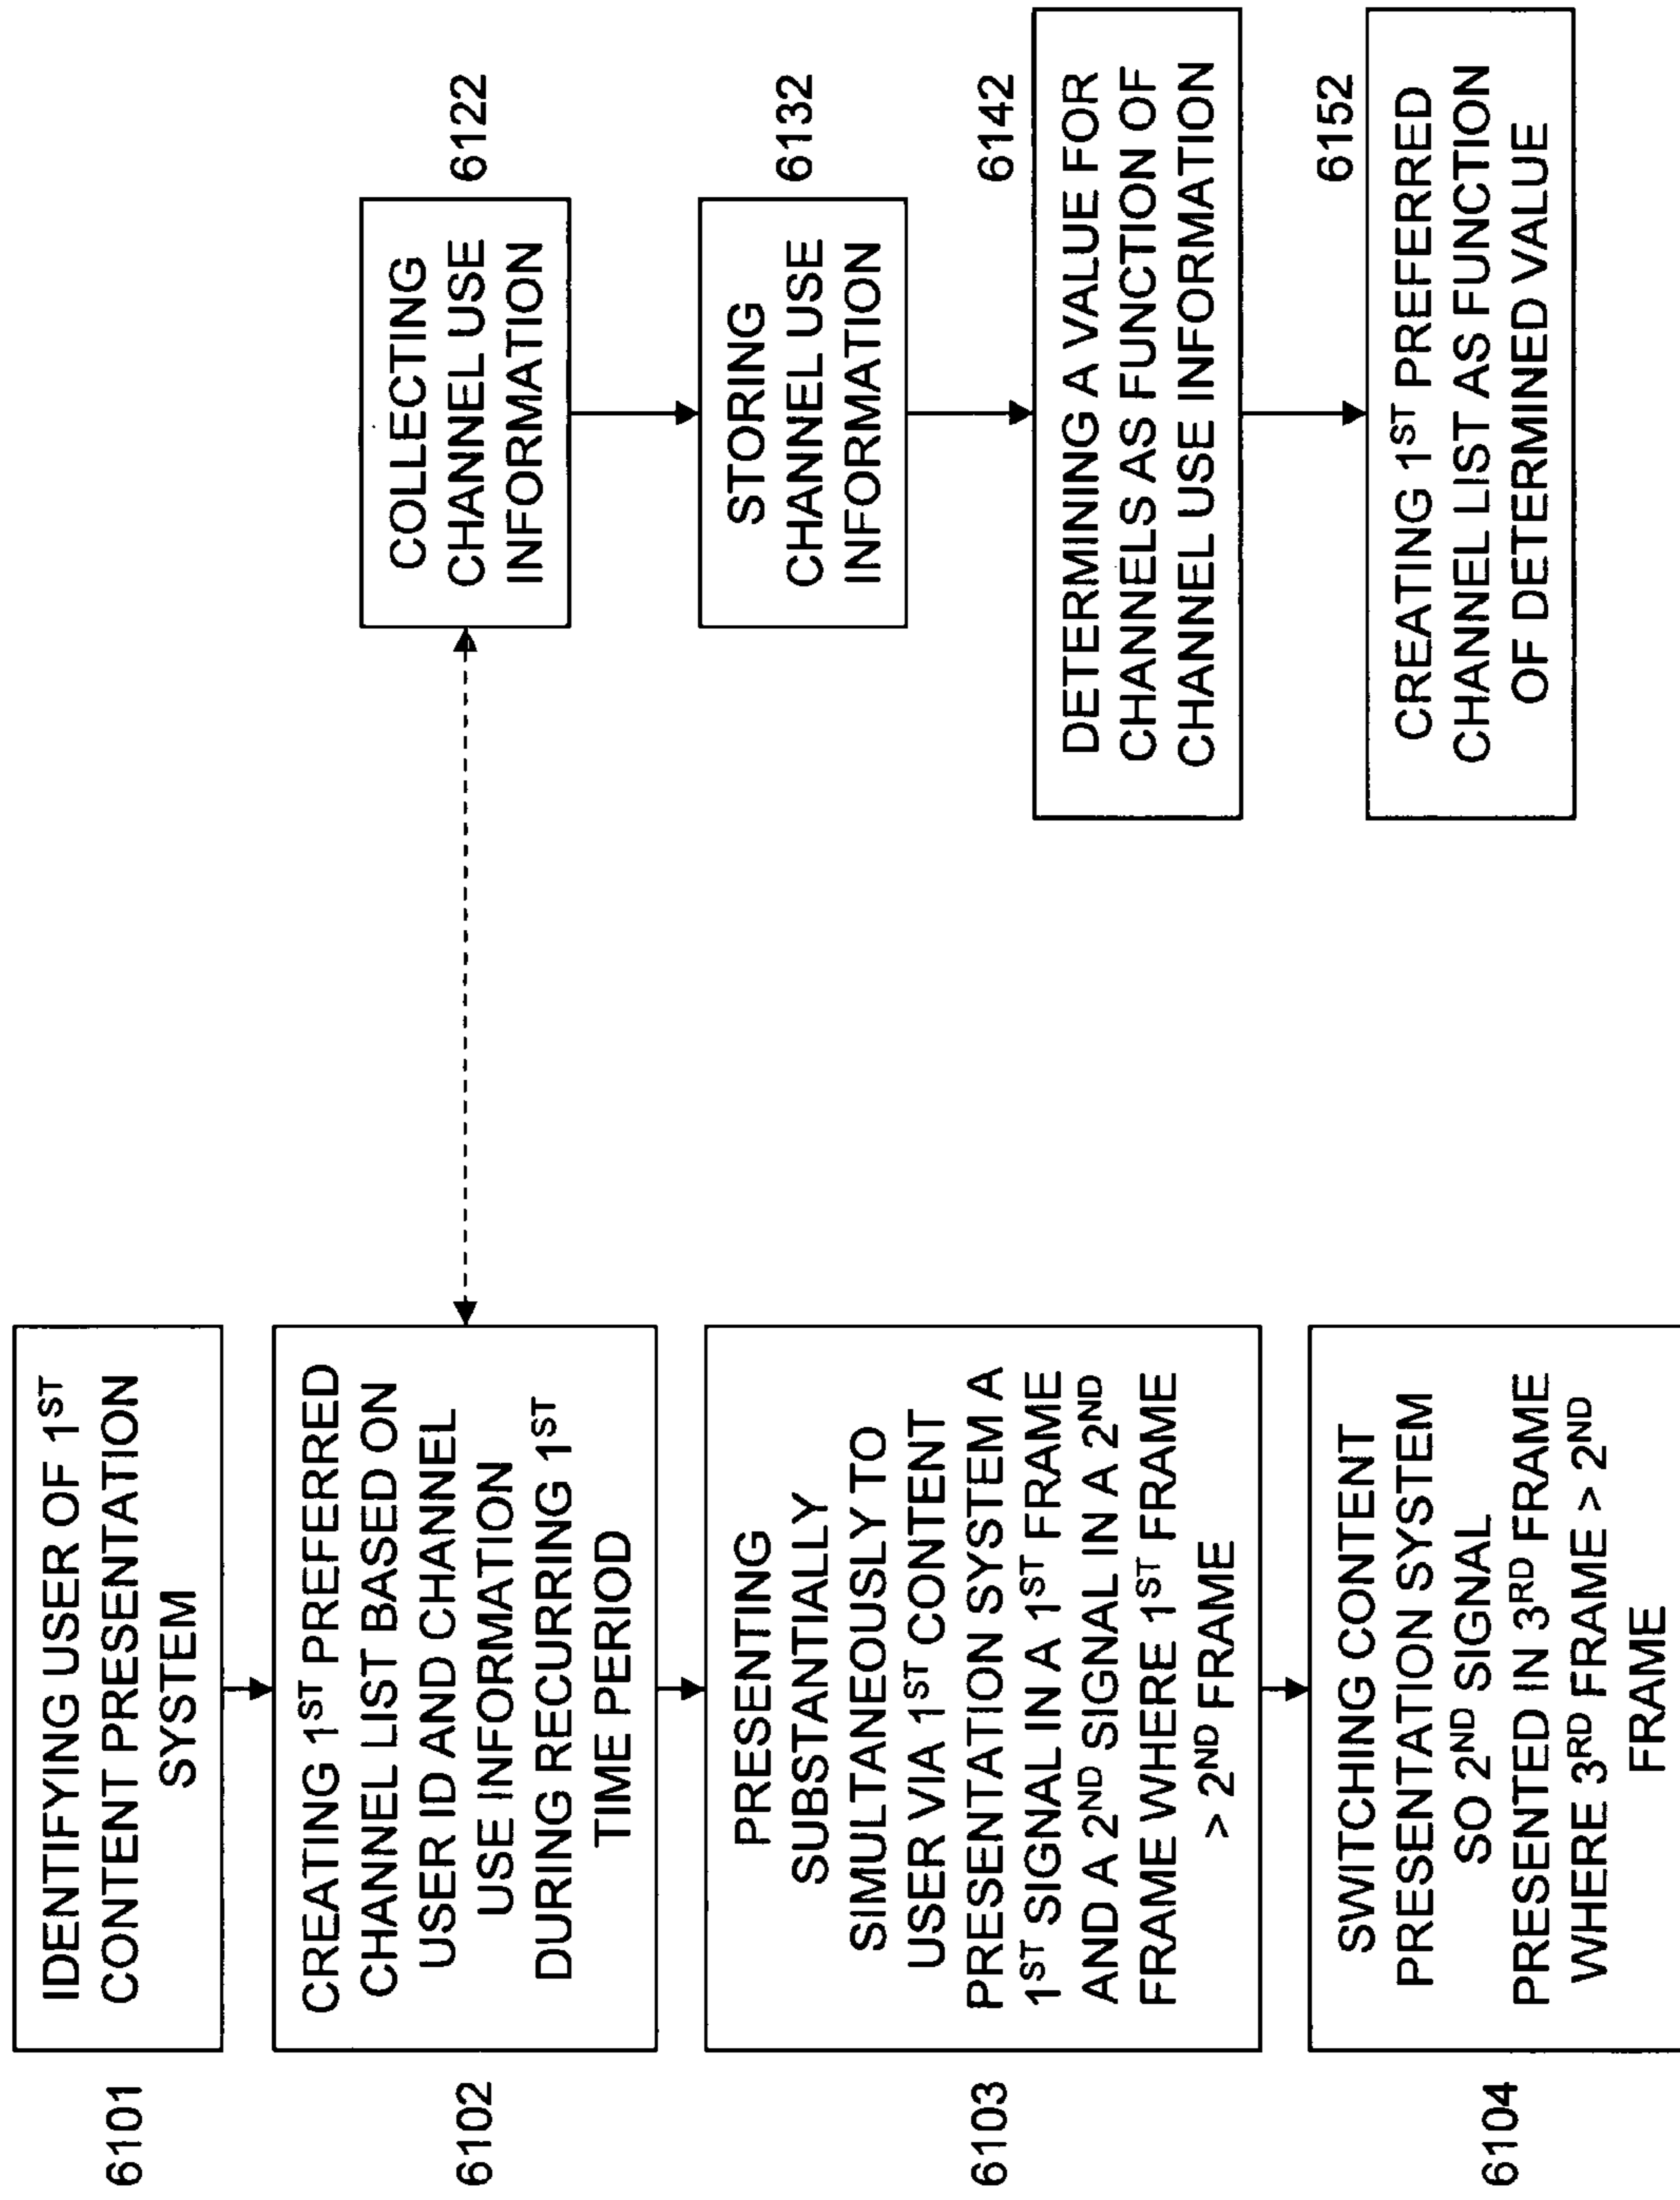 6101
IDENTIFYING USER OF 1ST
CONTENT PRESENTATION
SYSTEM
6102
CREATING 1ST PREFERRED
CHANNEL LIST BASED ON
USER ID AND CHANNEL
USE INFORMATION
DURING RECURRING 1ST
TIME PERIOD
6103
PRESENTING
SUBSTANTIALLY
SIMULTANEOUSLY TO
USER VIA 1ST CONTENT
PRESENTATION SYSTEM A
1ST SIGNAL IN A 1ST FRAME
AND A 2ND SIGNAL IN A 2ND
FRAME WHERE 1ST FRAME
> 2ND FRAME
6104
SWITCHING CONTENT
PRESENTATION SYSTEM
SO 2ND SIGNAL
PRESENTED IN 3RD FRAME
WHERE 3RD FRAME > 2ND
FRAME
6122
COLLECTING
CHANNEL USE
INFORMATION
6132
STORING
CHANNEL USE
INFORMATION
6142
DETERMINING A VALUE FOR
CHANNELS AS FUNCTION OF
CHANNEL USE INFORMATION
6152
CREATING 1ST PREFERRED
CHANNEL LIST AS FUNCTION
OF DETERMINED VALUE